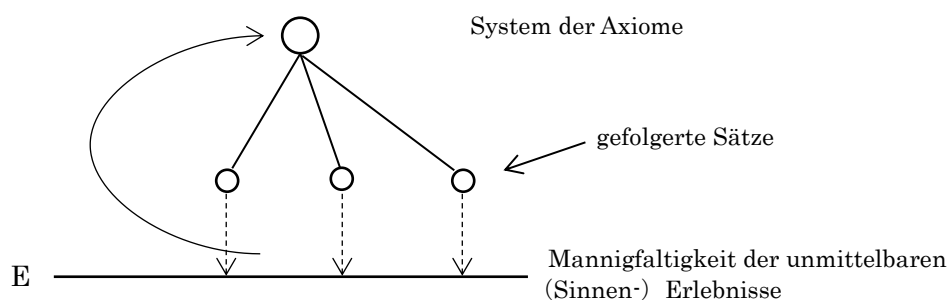 System der Axiome
gefolgerte Sätze
E
Mannigfaltigkeit der unmittelbaren
(Sinnen-) Erlebnisse